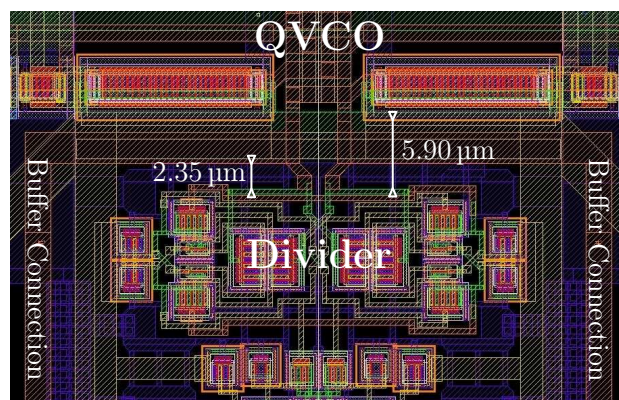 QVCO
5.90 µm
2.35 µm
Divider
Buffer Connection
Buffer Connection